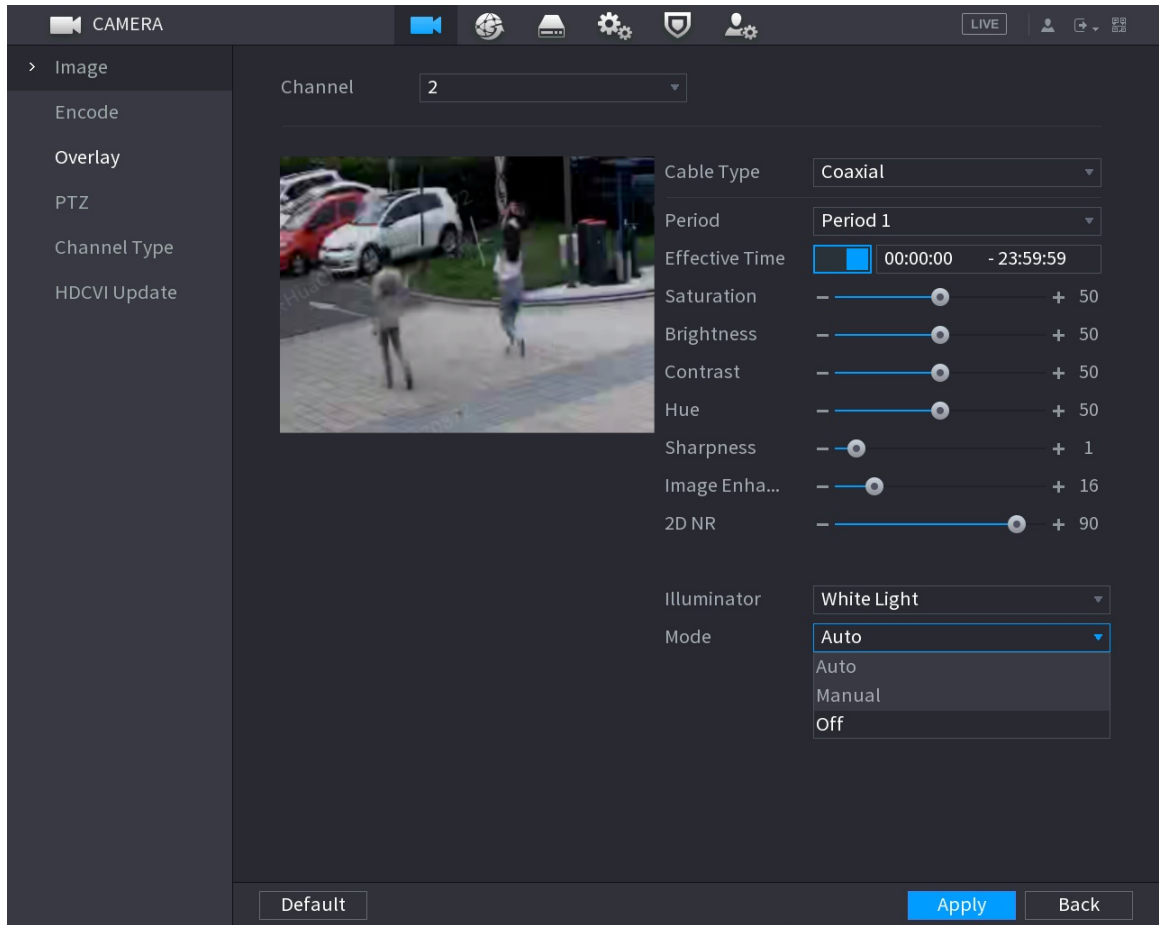 CAMERA
LIVE
Image
Encode
Overlay
PTZ
Channel Type
HDCVI Update
Channel 2
Cable Type Coaxial
Period Period 1
Effective Time 00:00:00 - 23:59:59
Saturation 50
Brightness 50
Contrast 50
Hue 50
Sharpness 1
Image Enha... 16
2D NR 90
Illuminator White Light
Mode Auto
Auto
Manual
Off
Default Apply Back